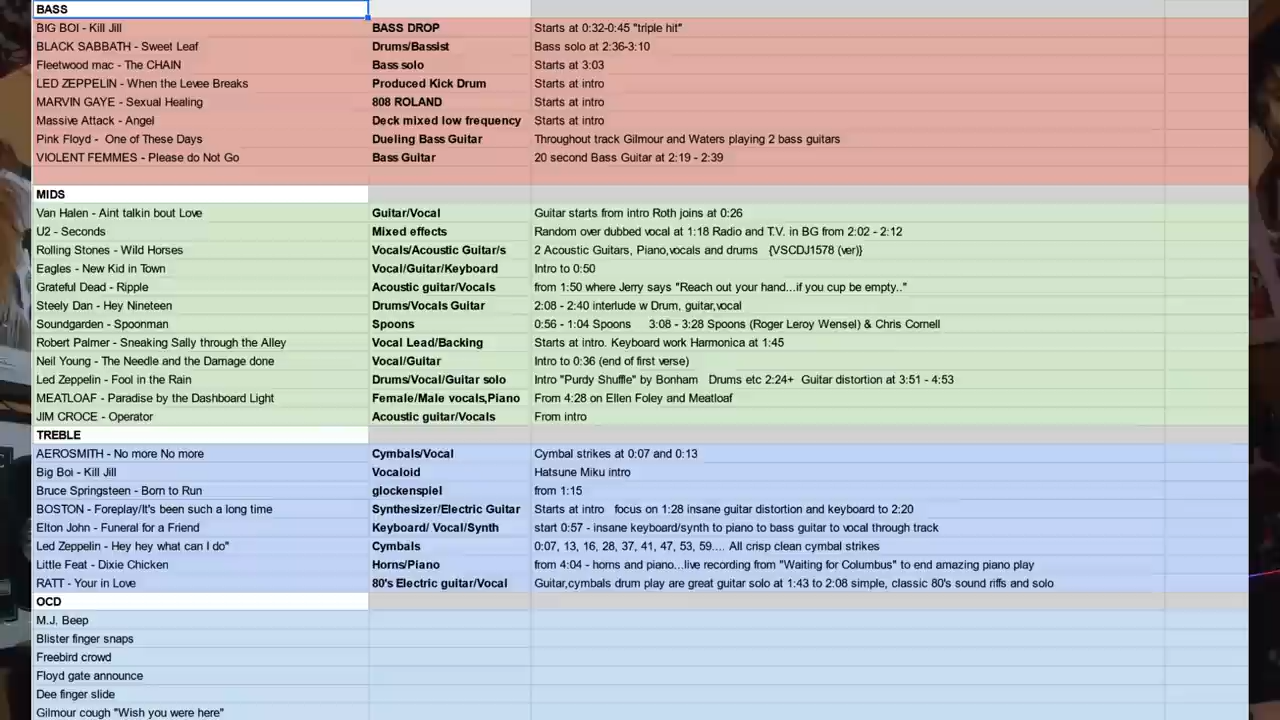 BASS
BIG BOI - Kill Jill BASS DROP Starts at 0:32-0:45 "triple hit"
BLACK SABBATH - Sweet Leaf Drums/Bassist Bass solo at 2:36-3:10
Fleetwood mac - The CHAIN Bass solo Starts at 3:03
LED ZEPPELIN - When the Levee Breaks Produced Kick Drum Starts at intro
MARVIN GAYE - Sexual Healing 808 ROLAND Starts at intro
Massive Attack - Angel Deck mixed low frequency Starts at intro
Pink Floyd - One of These Days Dueling Bass Guitar Throughout track Gilmour and Waters playing 2 bass guitars
VIOLENT FEMMES - Please do Not Go Bass Guitar 20 second Bass Guitar at 2:19 - 2:39
MIDS
Van Halen - Aint talkin bout Love Guitar/Vocal Guitar starts from intro Roth joins at 0:26
U2 - Seconds Mixed effects Random over dubbed vocal at 1:18 Radio and T.V. in BG from 2:02 - 2:12
Rolling Stones - Wild Horses Vocals/Acoustic Guitar/s 2 Acoustic Guitars, Piano,vocals and drums {VSCDJ1578 (ver)}
Eagles - New Kid in Town Vocal/Guitar/Keyboard Intro to 0:50
Grateful Dead - Ripple Acoustic guitar/Vocals from 1:50 where Jerry says "Reach out your hand...if you cup be empty.."
Steely Dan - Hey Nineteen Drums/Vocals Guitar 2:08 - 2:40 interlude w Drum, guitar,vocal
Soundgarden - Spoonman Spoons 0:56 - 1:04 Spoons 3:08 - 3:28 Spoons (Roger Leroy Wensel) & Chris Cornell
Robert Palmer - Sneaking Sally through the Alley Vocal Lead/Backing Starts at intro. Keyboard work Harmonica at 1:45
Neil Young - The Needle and the Damage done Vocal/Guitar Intro to 0:36 (end of first verse)
Led Zeppelin - Fool in the Rain Drums/Vocal/Guitar solo Intro "Purdy Shuffle" by Bonham Drums etc 2:24+ Guitar distortion at 3:51 - 4:53
MEATLOAF - Paradise by the Dashboard Light Female/Male vocals,Piano From 4:28 on Ellen Foley and Meatloaf
JIM CROCE - Operator Acoustic guitar/Vocals From intro
TREBLE
AEROSMITH - No more No more Cymbals/Vocal Cymbal strikes at 0:07 and 0:13
Big Boi - Kill Jill Vocaloid Hatsune Miku intro
Bruce Springsteen - Born to Run glockenspiel from 1:15
BOSTON - Foreplay/It's been such a long time Synthesizer/Electric Guitar Starts at intro focus on 1:28 insane guitar distortion and keyboard to 2:20
Elton John - Funeral for a Friend Keyboard/ Vocal/Synth start 0:57 - insane keyboard/synth to piano to bass guitar to vocal through track
Led Zeppelin - Hey hey what can I do" Cymbals 0:07, 13, 16, 28, 37, 41, 47, 53, 59.... All crisp clean cymbal strikes
Little Feat - Dixie Chicken Horns/Piano from 4:04 - horns and piano...live recording from "Waiting for Columbus" to end amazing piano play
RATT - Your in Love 80's Electric guitar/Vocal Guitar,cymbals drum play are great guitar solo at 1:43 to 2:08 simple, classic 80's sound riffs and solo
OCD
M.J. Beep
Blister finger snaps
Freebird crowd
Floyd gate announce
Dee finger slide
Gilmour cough "Wish you were here"